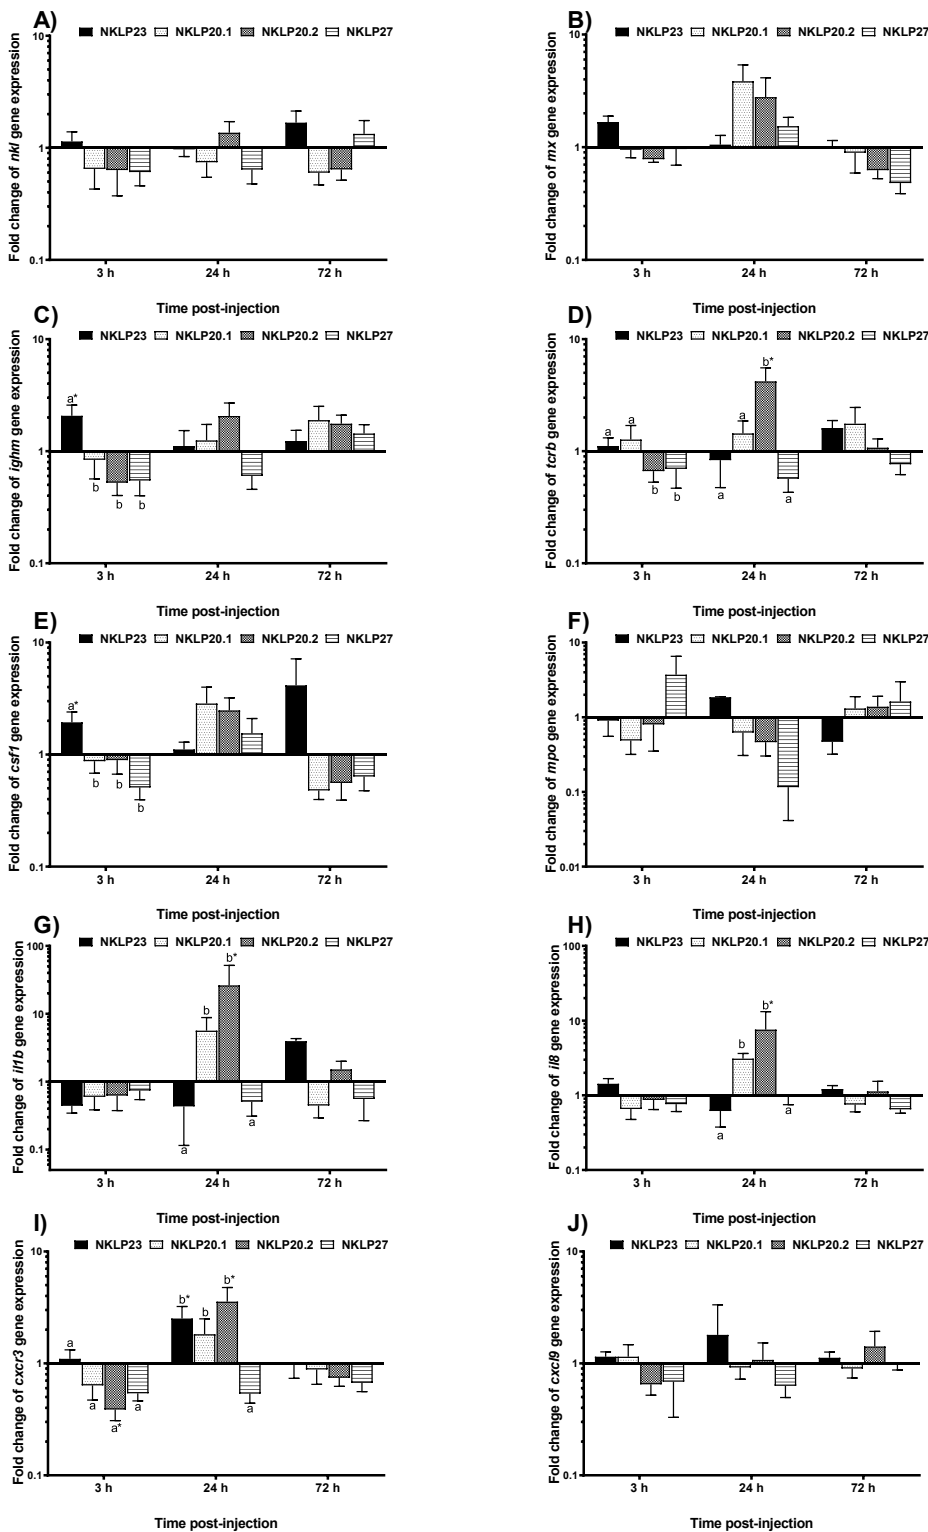 A)
NKLP23 NKLP20.1 NKLP20.2 NKLP27
Fold change of nkl gene expression
10
1
0.1
3 h 24 h 72 h
Time post-injection
B)
NKLP23 NKLP20.1 NKLP20.2 NKLP27
Fold change of mx gene expression
10
1
0.1
3 h 24 h 72 h
Time post-injection
C)
NKLP23 NKLP20.1 NKLP20.2 NKLP27
Fold change of ighm gene expression
10
1
0.1
a*
b b b
3 h 24 h 72 h
Time post-injection
D)
NKLP23 NKLP20.1 NKLP20.2 NKLP27
Fold change of tcrb gene expression
10
1
0.1
b*
a a a
b b a a
3 h 24 h 72 h
Time post-injection
E)
NKLP23 NKLP20.1 NKLP20.2 NKLP27
Fold change of csf1 gene expression
10
1
0.1
a*
b b b
3 h 24 h 72 h
Time post-injection
F)
NKLP23 NKLP20.1 NKLP20.2 NKLP27
Fold change of mpo gene expression
10
1
0.1
0.01
3 h 24 h 72 h
Time post-injection
G)
NKLP23 NKLP20.1 NKLP20.2 NKLP27
Fold change of il1b gene expression
100
10
1
0.1
b*
b
a a
3 h 24 h 72 h
Time post-injection
H)
NKLP23 NKLP20.1 NKLP20.2 NKLP27
Fold change of il8 gene expression
100
10
1
0.1
b*
b
a a
3 h 24 h 72 h
Time post-injection
I)
NKLP23 NKLP20.1 NKLP20.2 NKLP27
Fold change of cxcr3 gene expression
10
1
0.1
b* b b*
a
a a* a a
3 h 24 h 72 h
Time post-injection
J)
NKLP23 NKLP20.1 NKLP20.2 NKLP27
Fold change of cxcl9 gene expression
10
1
0.1
3 h 24 h 72 h
Time post-injection